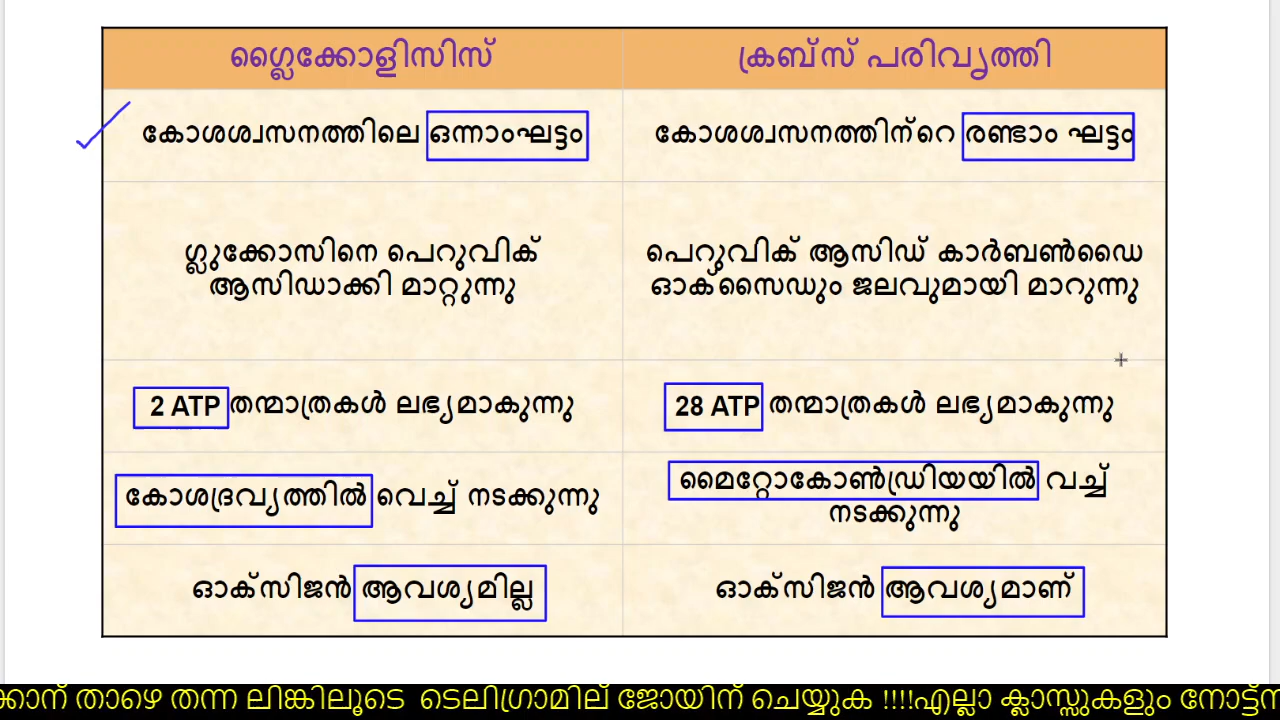 ഗ്ലൈക്കോളിസിസ്
ക്രബ്സ് പരിവൃത്തി
കോശശ്വസനത്തിലെ ഒന്നാംഘട്ടം
കോശശ്വസനത്തിന്റെ രണ്ടാം ഘട്ടം
ഗ്ലൂക്കോസിനെ പെറുവിക്
ആസിഡാക്കി മാറ്റുന്നു
പെറുവിക് ആസിഡ് കാർബൺഡൈ
ഓക്സൈഡും ജലവുമായി മാറുന്നു
2 ATP തന്മാത്രകൾ ലഭ്യമാകുന്നു
28 ATP തന്മാത്രകൾ ലഭ്യമാകുന്നു
കോശദ്രവ്യത്തിൽ വെച്ച് നടക്കുന്നു
മൈറ്റോകോൺഡ്രിയയിൽ വച്ച്
നടക്കുന്നു
ഓക്സിജൻ ആവശ്യമില്ല
ഓക്സിജൻ ആവശ്യമാണ്
താഴെ തന്ന ലിങ്കിലൂടെ ടെലിഗ്രാമില് ജോയിന് ചെയ്യുക !!!!എല്ലാ ക്ലാസ്സുകളും